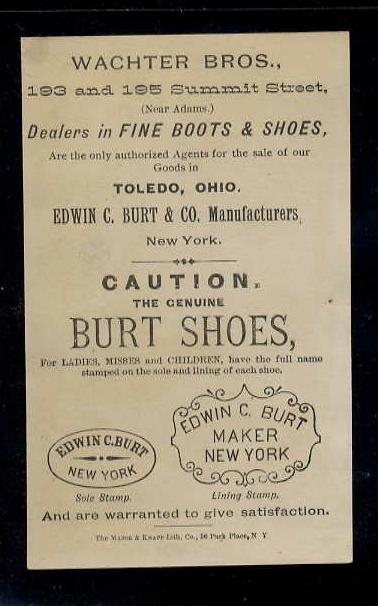 WACHTER BROS.,
193 and 195 Summit Street,
(Near Adams.)
Dealers in FINE BOOTS & SHOES,
Are the only authorized Agents for the sale of our
Goods in
TOLEDO, OHIO.
EDWIN C. BURT & CO. Manufacturers,
New York.
CAUTION.
THE GENUINE
BURT SHOES,
For LADIES, MISSES and CHILDREN, have the full name
stamped on the sole and lining of each shoe.
EDWIN C. BURT
NEW YORK
Sole Stamp.
EDWIN C. BURT
MAKER
NEW YORK
Lining Stamp.
And are warranted to give satisfaction.
The Major & Knapp Lith. Co., 56 Park Place, N Y